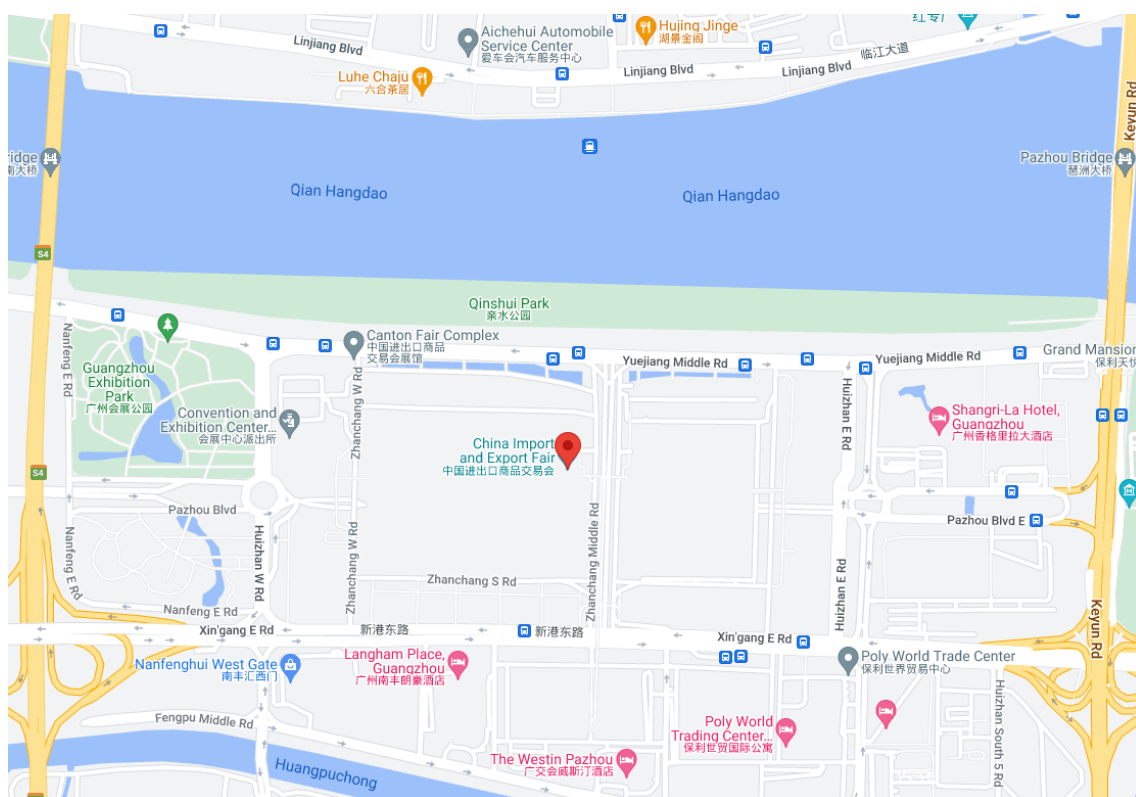 Linjiang Blvd
Aichehui Automobile
Service Center
爱车会汽车服务中心
Hujing Jinge
湖景金阁
Linjiang Blvd
Linjiang Blvd
临江大道
Luhe Chaju
六合茶居
Keyun Rd
ridge
南大桥
Pazhou Bridge
琶洲大桥
Qian Hangdao
Qian Hangdao
S4
Qinshui Park
亲水公园
Nanfeng E Rd
Canton Fair Complex
中国进出口商品
交易会展馆
Yuejiang Middle Rd
Yuejiang Middle Rd
Grand Mansion
Guangzhou
Exhibition
Park
广州会展公园
Zhanchang W Rd
Huizhan E Rd
Convention and
Exhibition Center...
会展中心派出所
Shangri-La Hotel,
Guangzhou
广州香格里拉大酒店
China Import
and Export Fair
中国进出口商品交易会
S4
Pazhou Blvd
Pazhou Blvd E
Nanfeng E Rd
Huizhan W Rd
Zhanchang W Rd
Zhanchang Middle Rd
Huizhan E Rd
Zhanchang S Rd
Nanfeng E Rd
Keyun Rd
Xin'gang E Rd
新港东路
新港东路
Xin'gang E Rd
Nanfenghui West Gate
南丰汇西门
Langham Place,
Guangzhou
广州南丰朗豪酒店
Poly World Trade Center
保利世界贸易中心
Huizhan South 5 Rd
Fengpu Middle Rd
Poly World
Trading Center...
保利世贸国际公寓
The Westin Pazhou
广交会威斯汀酒店
Huangpuchong